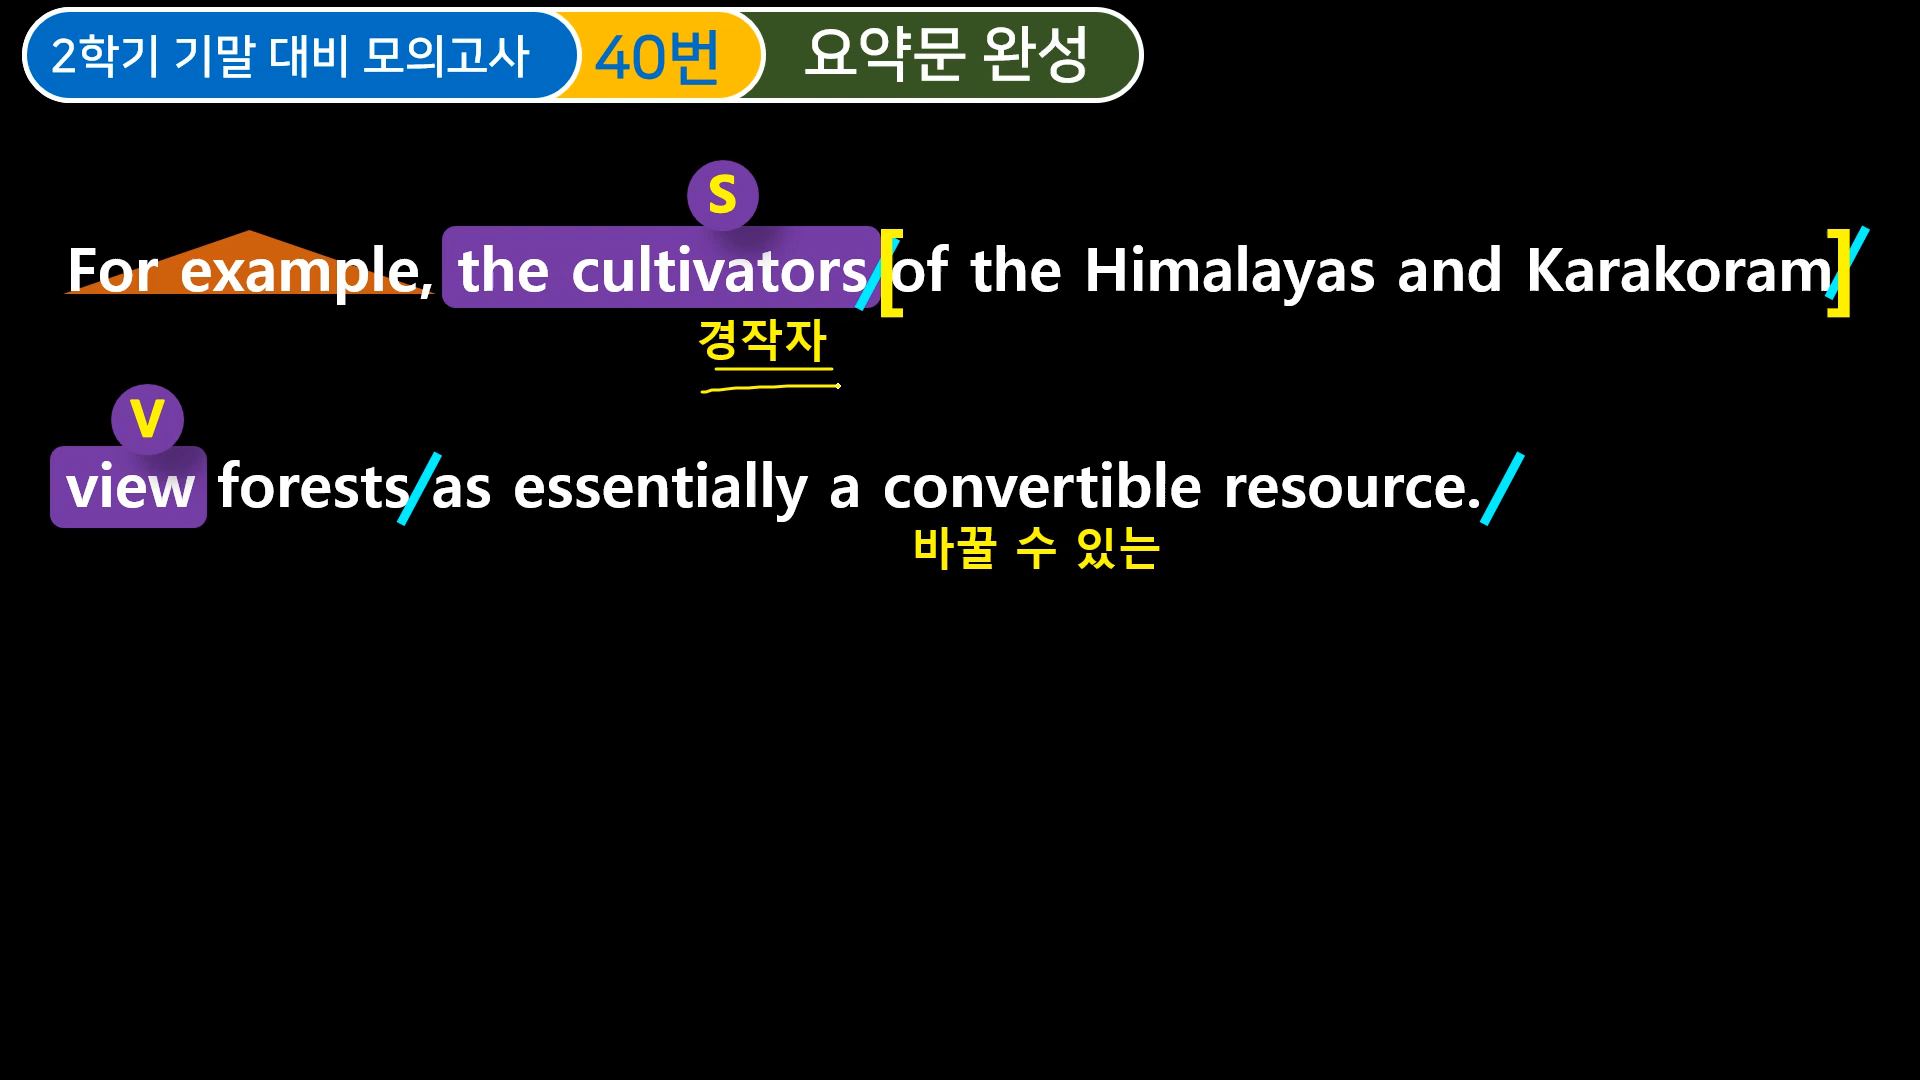 2학기 기말 대비 모의고사 40번 요약문 완성
S
For example, the cultivators/[of the Himalayas and Karakoram]/
경작자
V
view forests/as essentially a convertible resource./
바꿀 수 있는